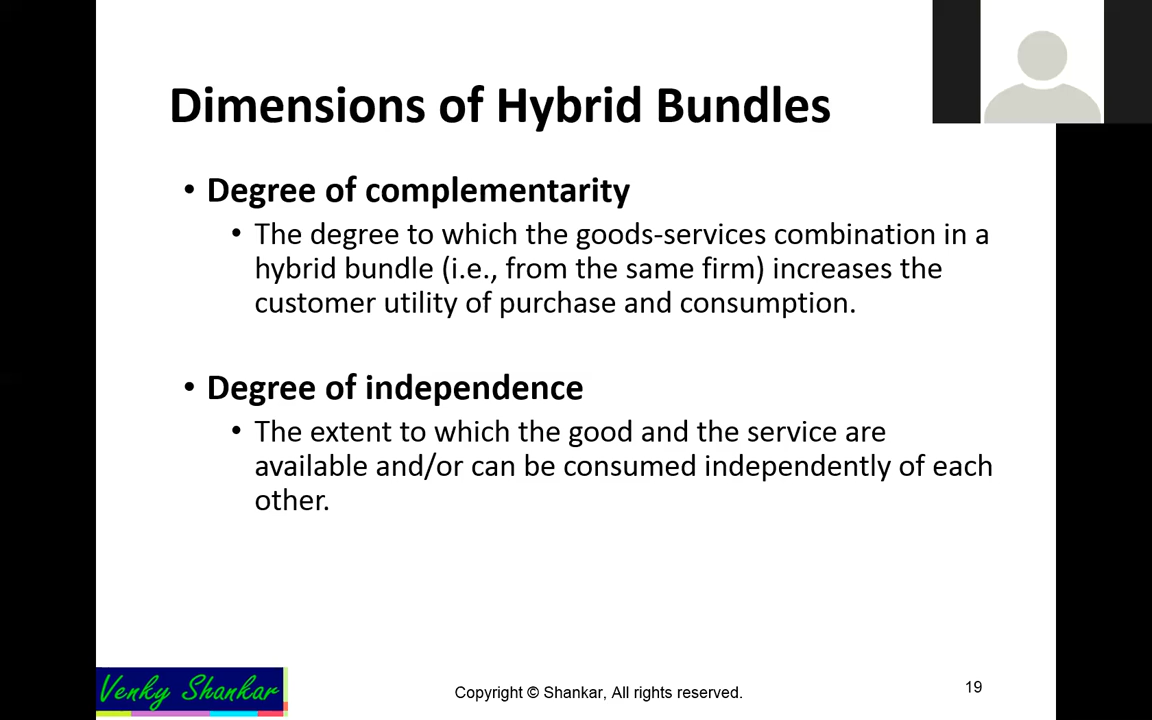 Dimensions of Hybrid Bundles
• Degree of complementarity
• The degree to which the goods-services combination in a
hybrid bundle (i.e., from the same firm) increases the
customer utility of purchase and consumption.
• Degree of independence
• The extent to which the good and the service are
available and/or can be consumed independently of each
other.
Venky Shankar
Copyright © Shankar, All rights reserved.
19